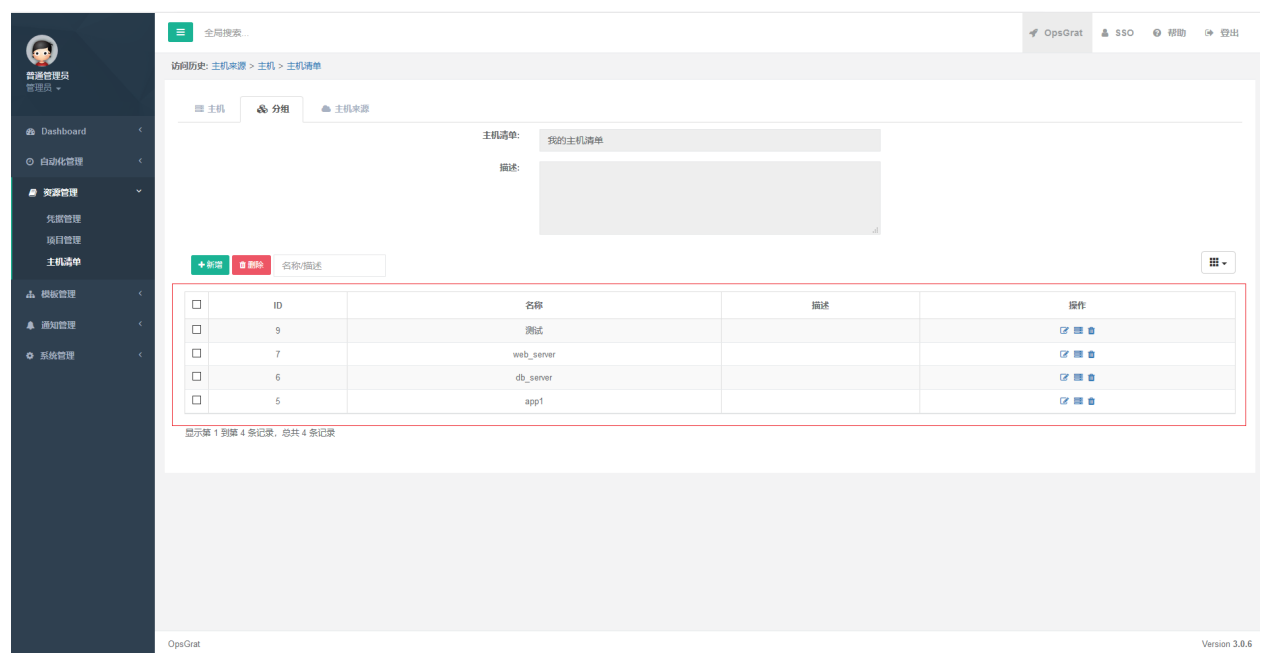 全局搜索...
OpsGrat SSO 帮助 登出
普通管理员
管理员
访问历史: 主机来源 > 主机 > 主机清单
Dashboard
自动化管理
资源管理
凭据管理
项目管理
主机清单
模板管理
通知管理
系统管理
主机 分组 主机来源
主机清单: 我的主机清单
描述:
新增 删除 名称/描述
ID 名称 描述 操作
9 测试
7 web_server
6 db_server
5 app1
显示第 1 到第 4 条记录，总共 4 条记录
OpsGrat Version 3.0.6